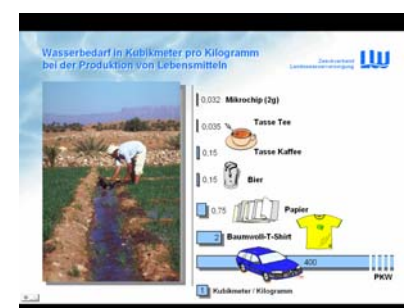 Wasserbedarf in Kubikmeter pro Kilogramm
bei der Produktion von Lebensmitteln
Zweckverband
Landeswasserversorgung
LW
0,032 Mikrochip (2g)
0,035 Tasse Tee
0,15 Tasse Kaffee
0,15 Bier
0,75 Papier
2 Baumwoll-T-Shirt
400
PKW
1 Kubikmeter / Kilogramm